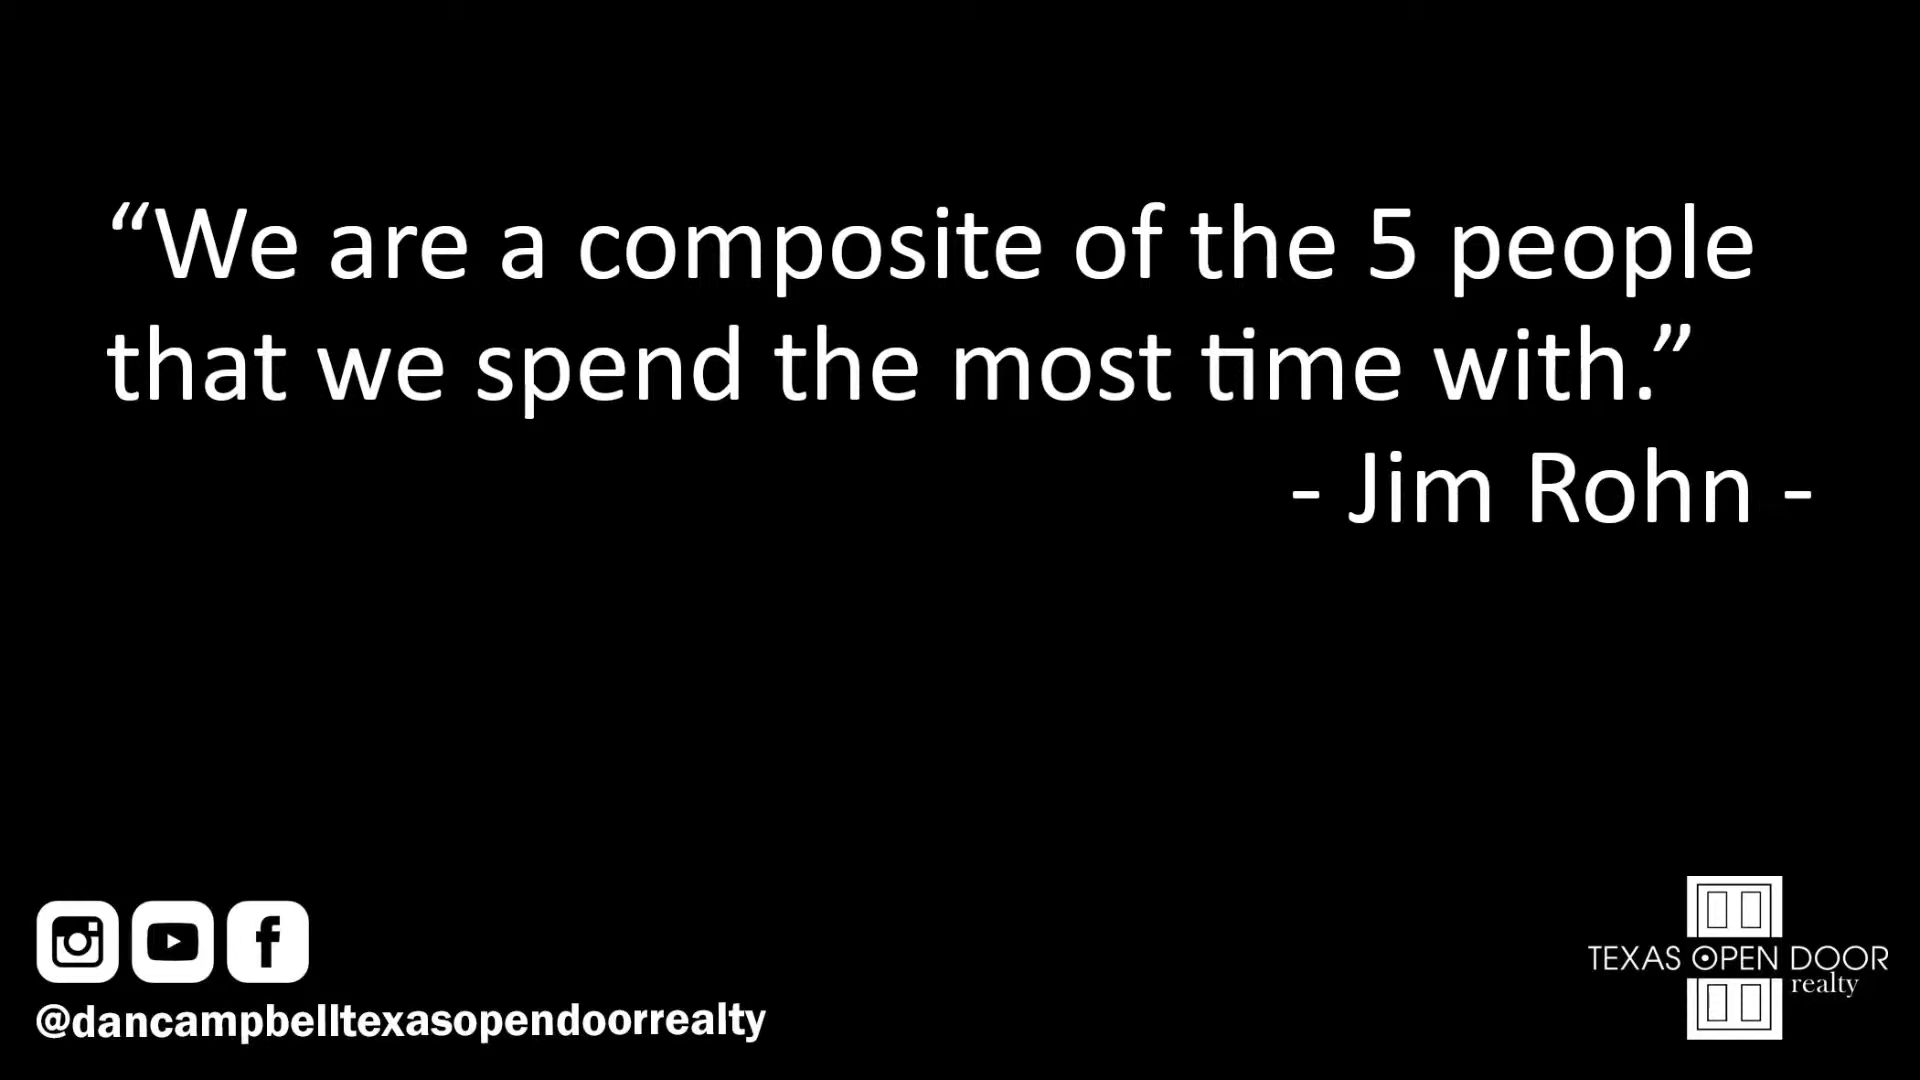 “We are a composite of the 5 people
that we spend the most time with.”
- Jim Rohn -
@dancampbelltexasopendoorrealty
TEXAS OPEN DOOR
realty